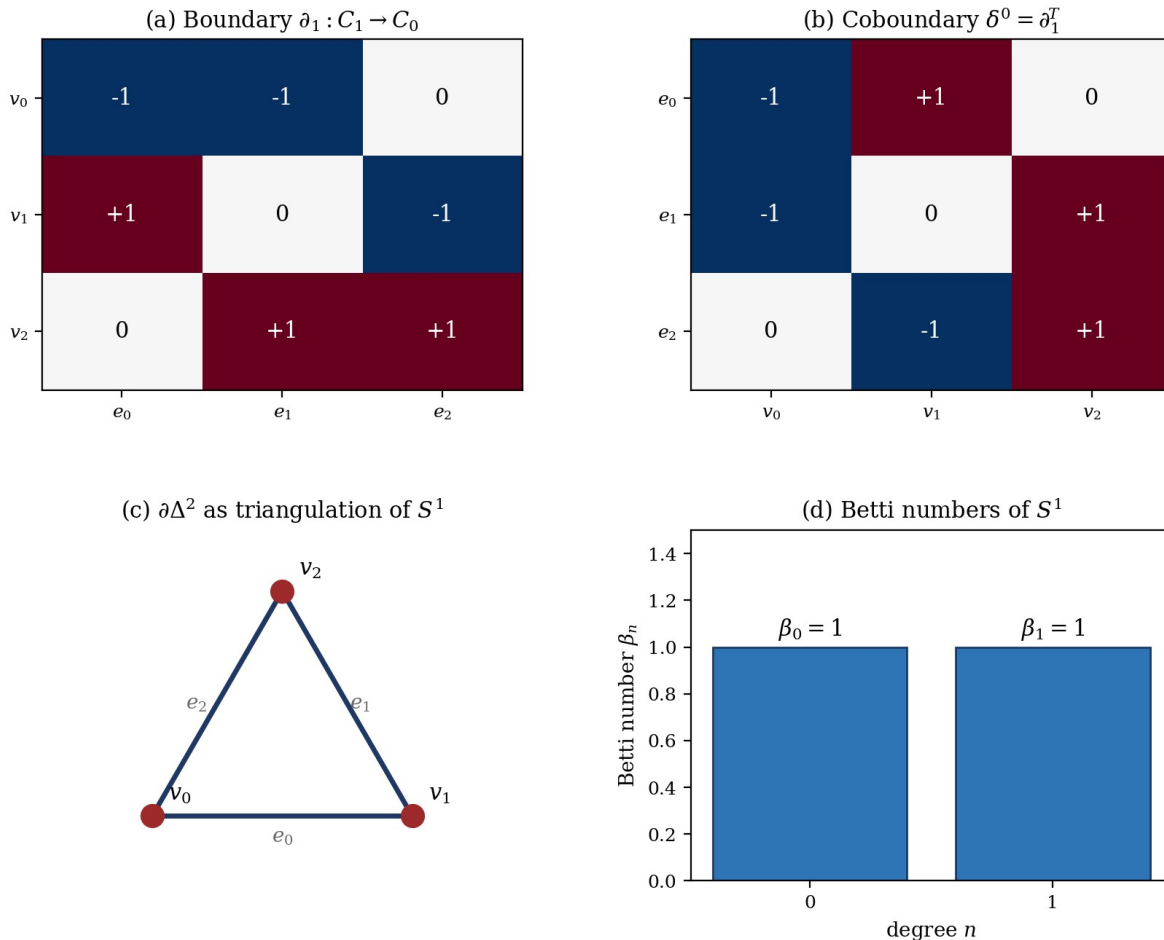 (a) Boundary ∂₁ : C₁ → C₀
v₀ -1 -1 0
v₁ +1 0 -1
v₂ 0 +1 +1
e₀ e₁ e₂
(b) Coboundary δ⁰ = ∂₁ᵀ
e₀ -1 +1 0
e₁ -1 0 +1
e₂ 0 -1 +1
v₀ v₁ v₂
(c) ∂Δ² as triangulation of S¹
v₂
e₂ e₁
v₀ v₁
e₀
(d) Betti numbers of S¹
Betti number βₙ
1.4
1.2
1.0
0.8
0.6
0.4
0.2
0.0
β₀ = 1 β₁ = 1
0 1
degree n